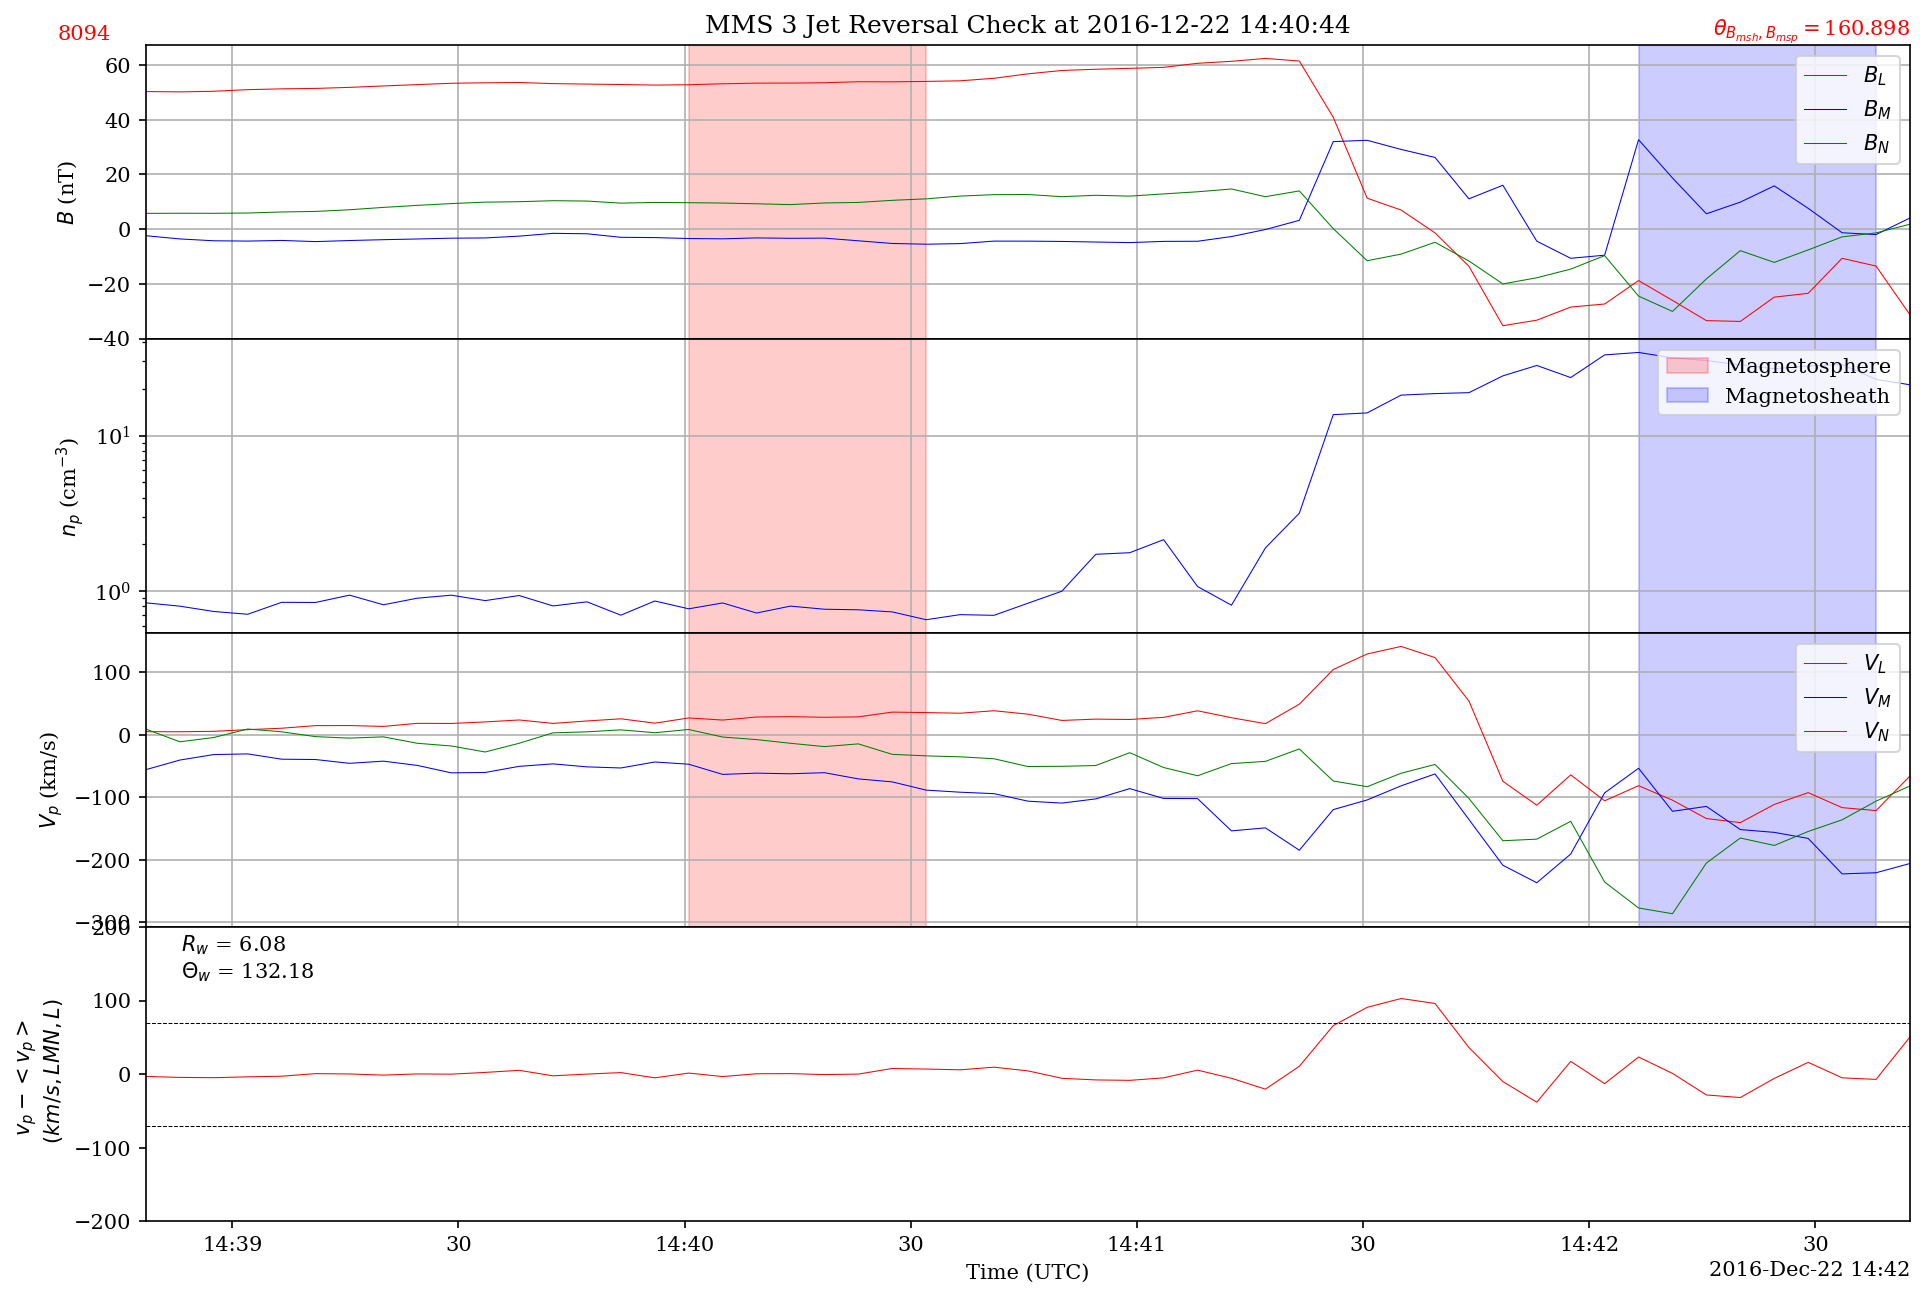 MMS 3 Jet Reversal Check at 2016-12-22 14:40:44
8094
θ_{B_{msh}, B_{msp}} = 160.898
60
40
20
0
−20
−40
B (nT)
B_L
B_M
B_N
10^1
10^0
n_p (cm^{−3})
Magnetosphere
Magnetosheath
100
0
−100
−200
−300
V_p (km/s)
V_L
V_M
V_N
200
100
0
−100
−200
v_p − < v_p >
(km/s, LMN, L)
R_w = 6.08
Θ_w = 132.18
14:39 30 14:40 30 14:41 30 14:42 30
Time (UTC)
2016-Dec-22 14:42